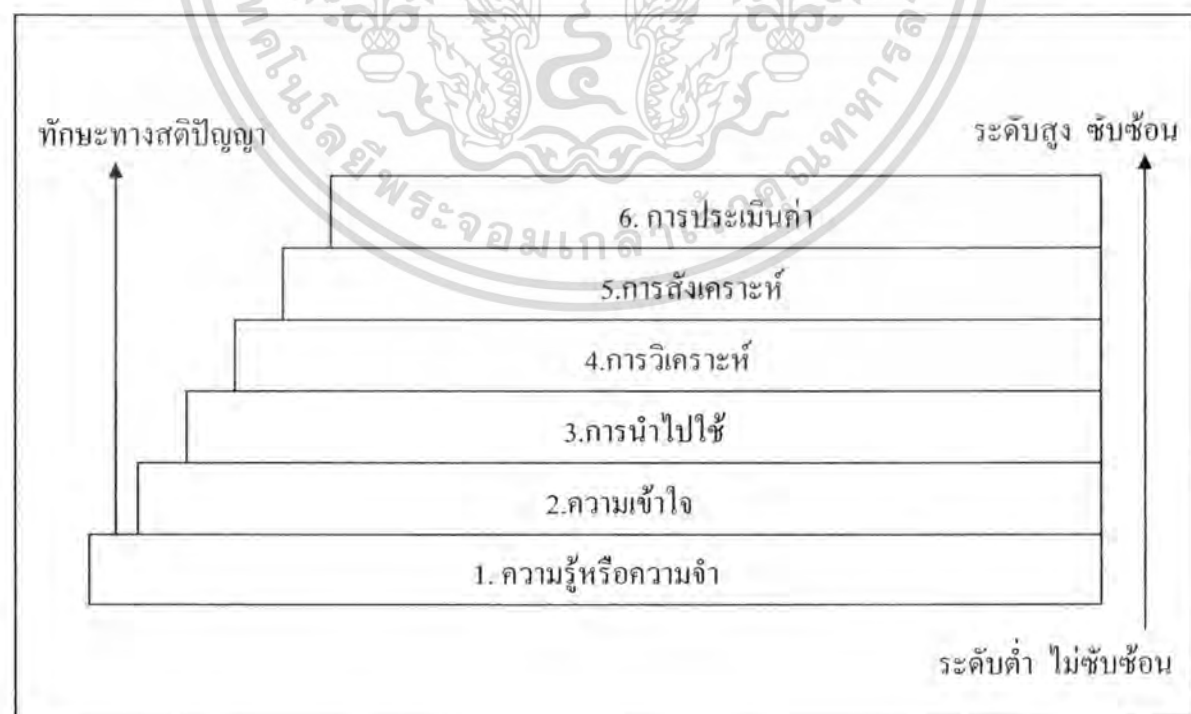 ทักษะทางสติปัญญา
ระดับสูง ซับซ้อน
6. การประเมินค่า
5.การสังเคราะห์
4.การวิเคราะห์
3.การนำไปใช้
2.ความเข้าใจ
1. ความรู้หรือความจำ
ระดับต่ำ ไม่ซับซ้อน